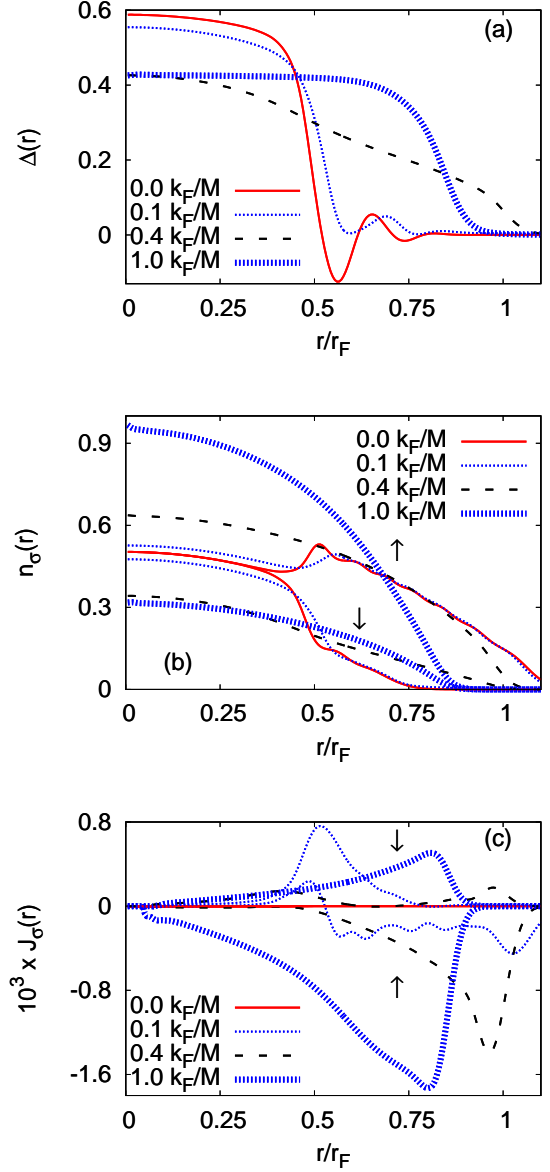 (a)
Δ(r)
0.6
0.4
0.2
0
0.0 k_F/M
0.1 k_F/M
0.4 k_F/M
1.0 k_F/M
0 0.25 0.5 0.75 1
r/r_F
n_σ(r)
0.9
0.6
0.3
0
0.0 k_F/M
0.1 k_F/M
0.4 k_F/M
1.0 k_F/M
↑
↓
(b)
0 0.25 0.5 0.75 1
r/r_F
(c)
10³ x J_σ(r)
0.8
0
-0.8
-1.6
↓
↑
0.0 k_F/M
0.1 k_F/M
0.4 k_F/M
1.0 k_F/M
0 0.25 0.5 0.75 1
r/r_F